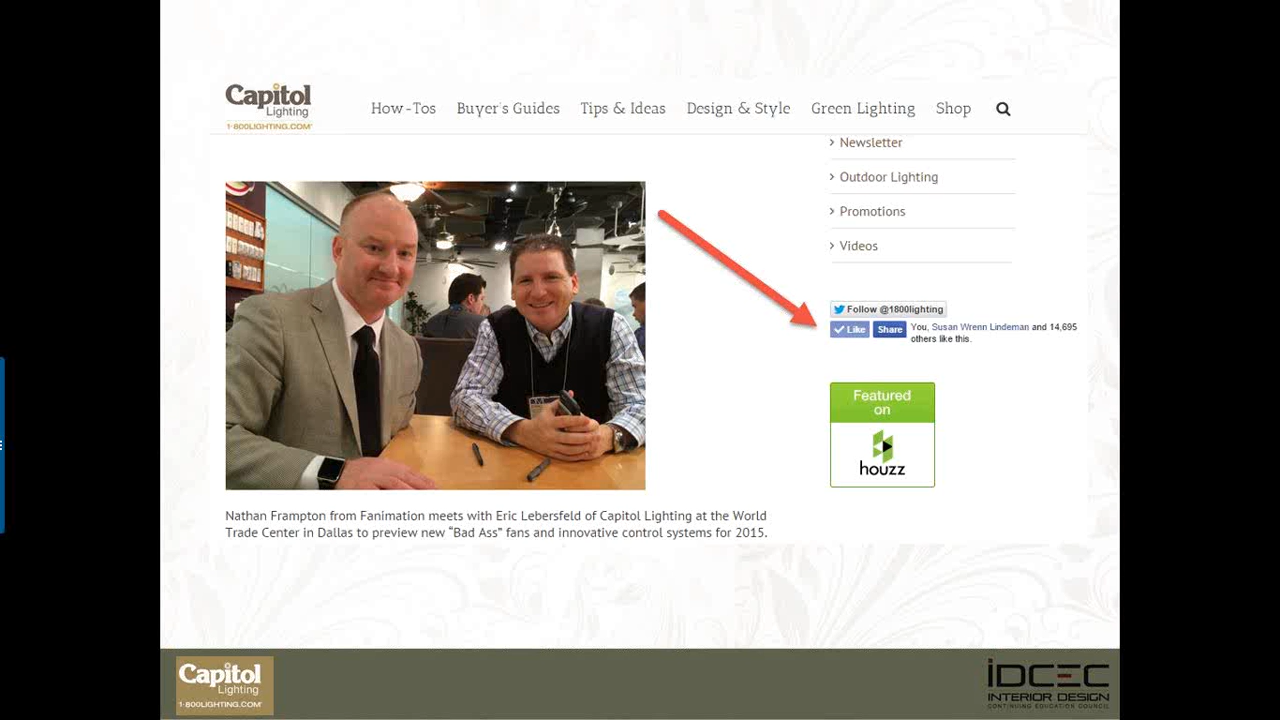 Capitol
Lighting
1·800LIGHTING.COM®
How-Tos Buyer's Guides Tips & Ideas Design & Style Green Lighting Shop
› Newsletter
› Outdoor Lighting
› Promotions
› Videos
Follow @1800lighting
Like Share You, Susan Wrenn Lindeman and 14,695
others like this.
Featured
on
houzz
Nathan Frampton from Fanimation meets with Eric Lebersfeld of Capitol Lighting at the World
Trade Center in Dallas to preview new “Bad Ass” fans and innovative control systems for 2015.
Capitol
Lighting
1·800LIGHTING.COM®
IDCEC
INTERIOR DESIGN
CONTINUING EDUCATION COUNCIL